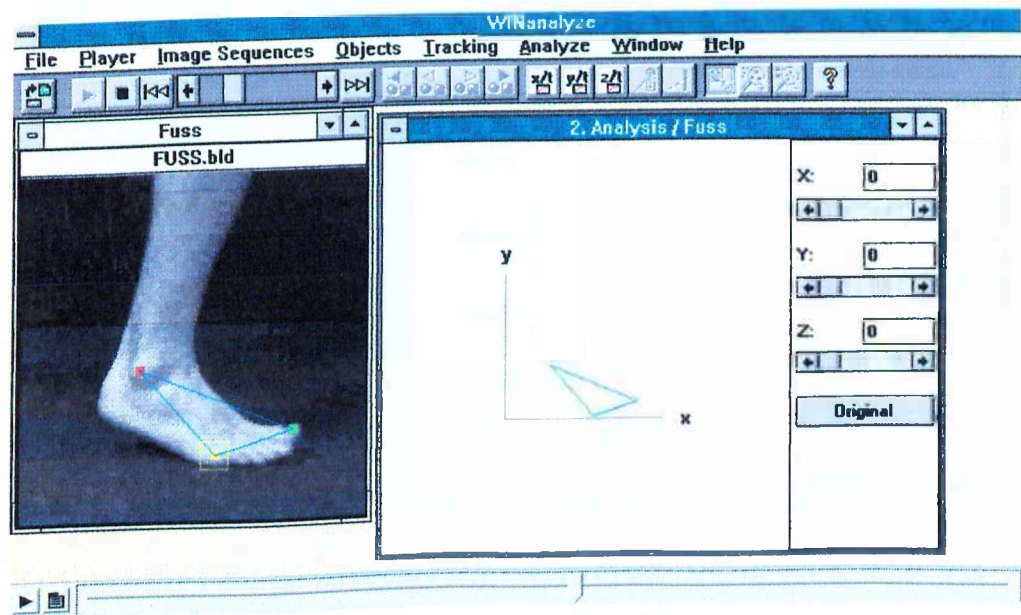 WINanalyze
File Player Image Sequences Objects Tracking Analyze Window Help
x/t y/t z/t ?
Fuss
FUSS.bld
2. Analysis / Fuss
X: 0
Y: 0
Z: 0
Original
y
x